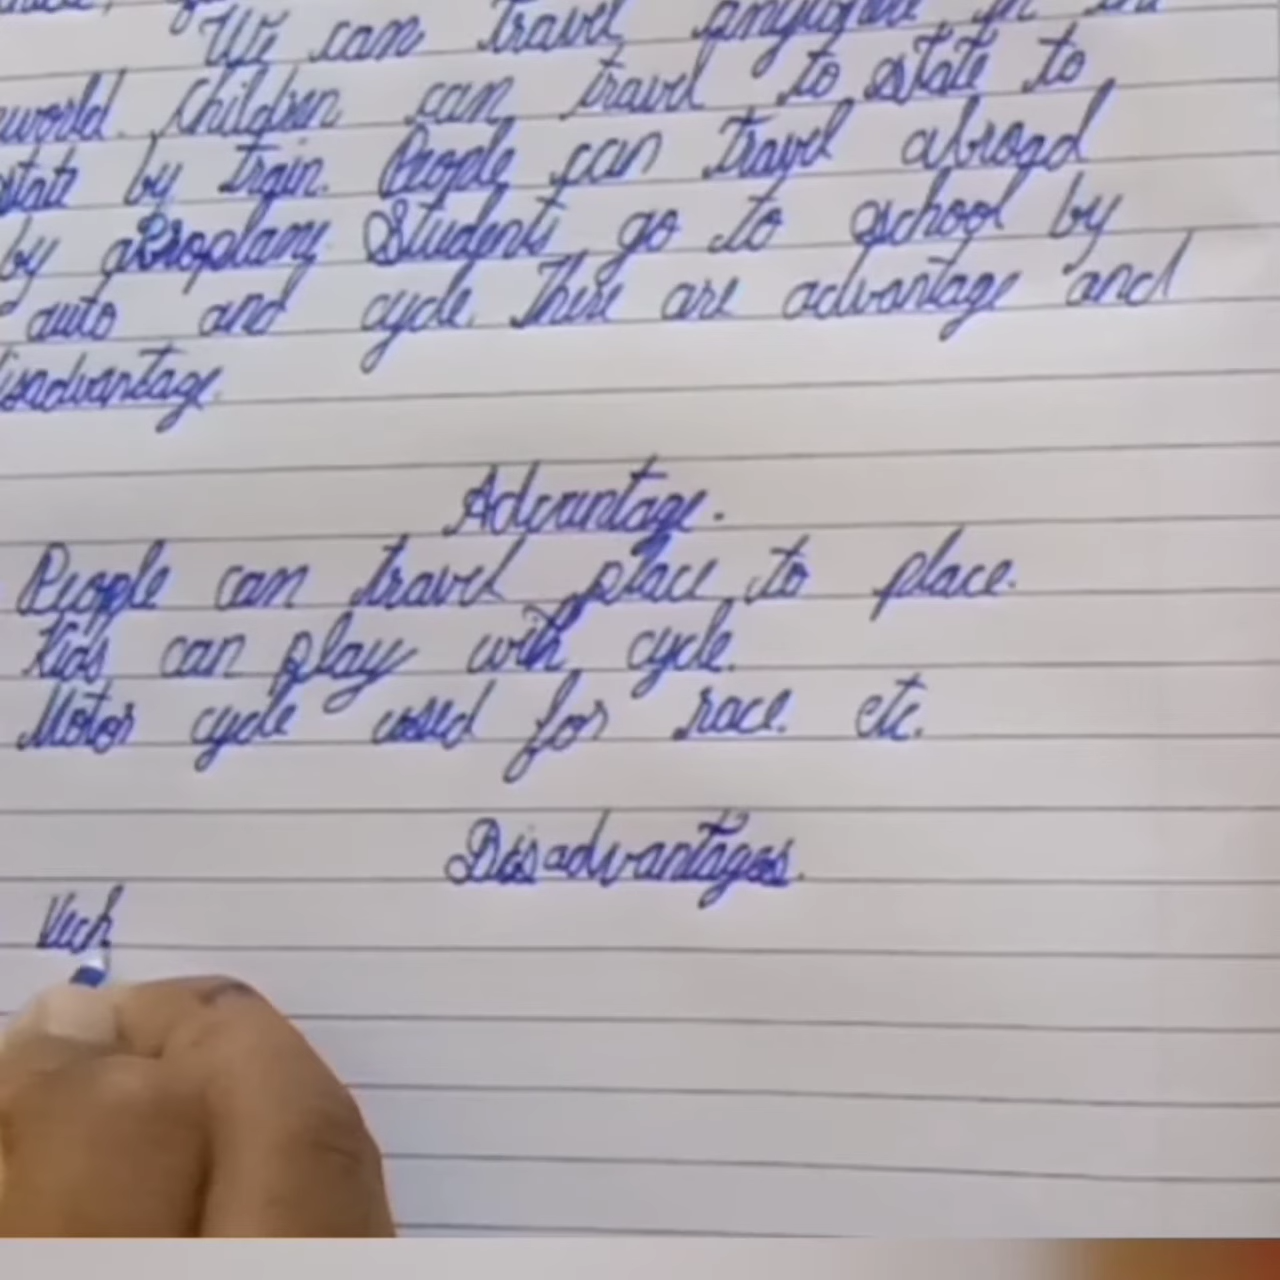 We can travel anywhere in the
world. Children can travel to state to
state by train. People can travel abroad
by aeroplane Students go to school by
auto and cycle. There are advantage and
disadvantage.
Advantage.
People can travel place to place.
Kids can play with cycle.
Motor cycle used for race. etc.
Disadvantages.
Vech